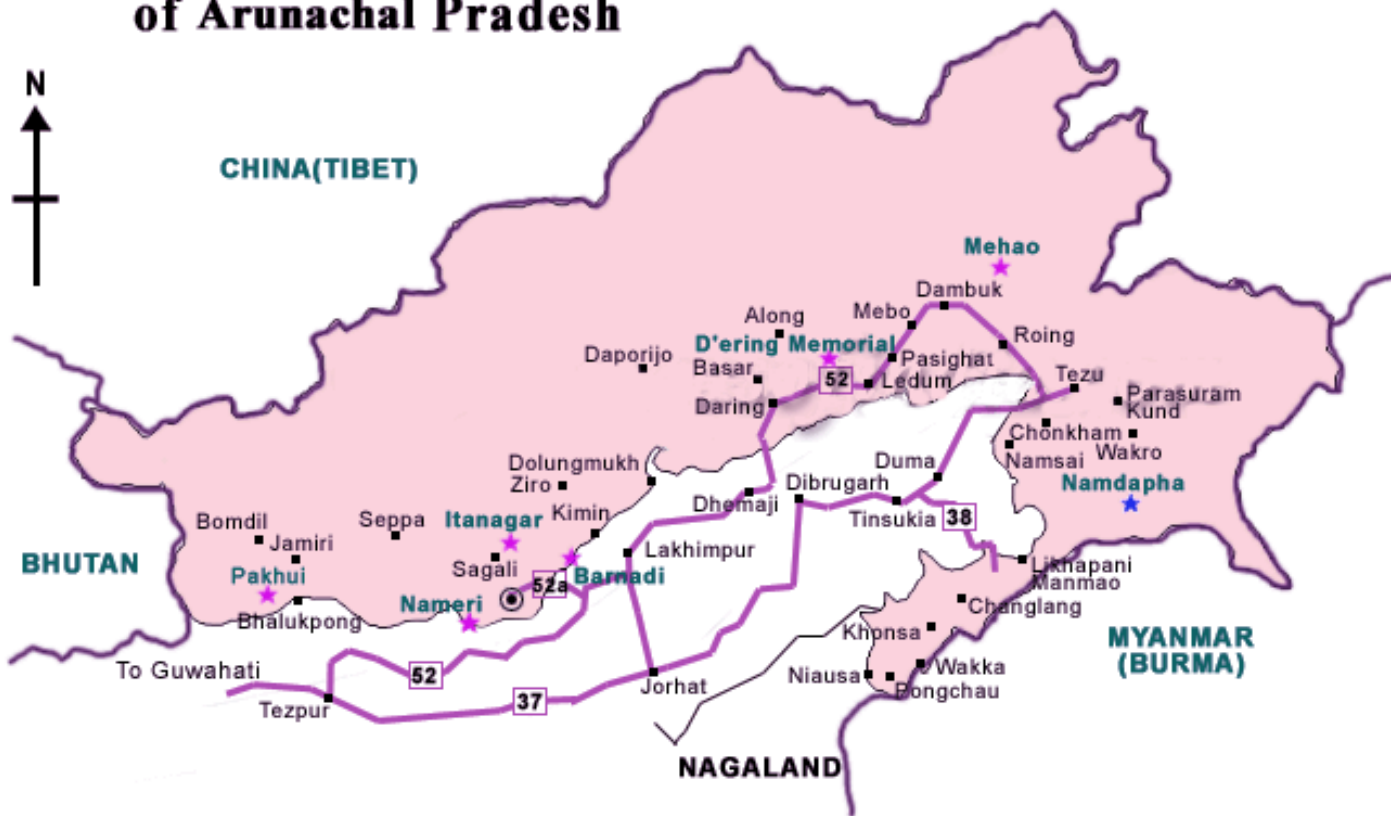 of Arunachal Pradesh
N
CHINA(TIBET)
Mehao
Dambuk
Along
Mebo
Roing
D'ering Memorial
Daporijo
Pasighat
Basar
52
Ledum
Tezu
Daring
Parasuram
Kund
Chonkham
Wakro
Dolungmukh
Duma
Namsai
Ziro
Dibrugarh
Namdapha
Dhemaji
Kimin
Tinsukia
38
Bomdil
Seppa
Itanagar
Jamiri
Lakhimpur
BHUTAN
Sagali
Likhapani
Pakhui
52a
Barnadi
Manmao
Nameri
Changlang
Bhalukpong
Khonsa
MYANMAR
(BURMA)
To Guwahati
52
Niausa
Wakka
Jorhat
Pongchau
Tezpur
37
NAGALAND